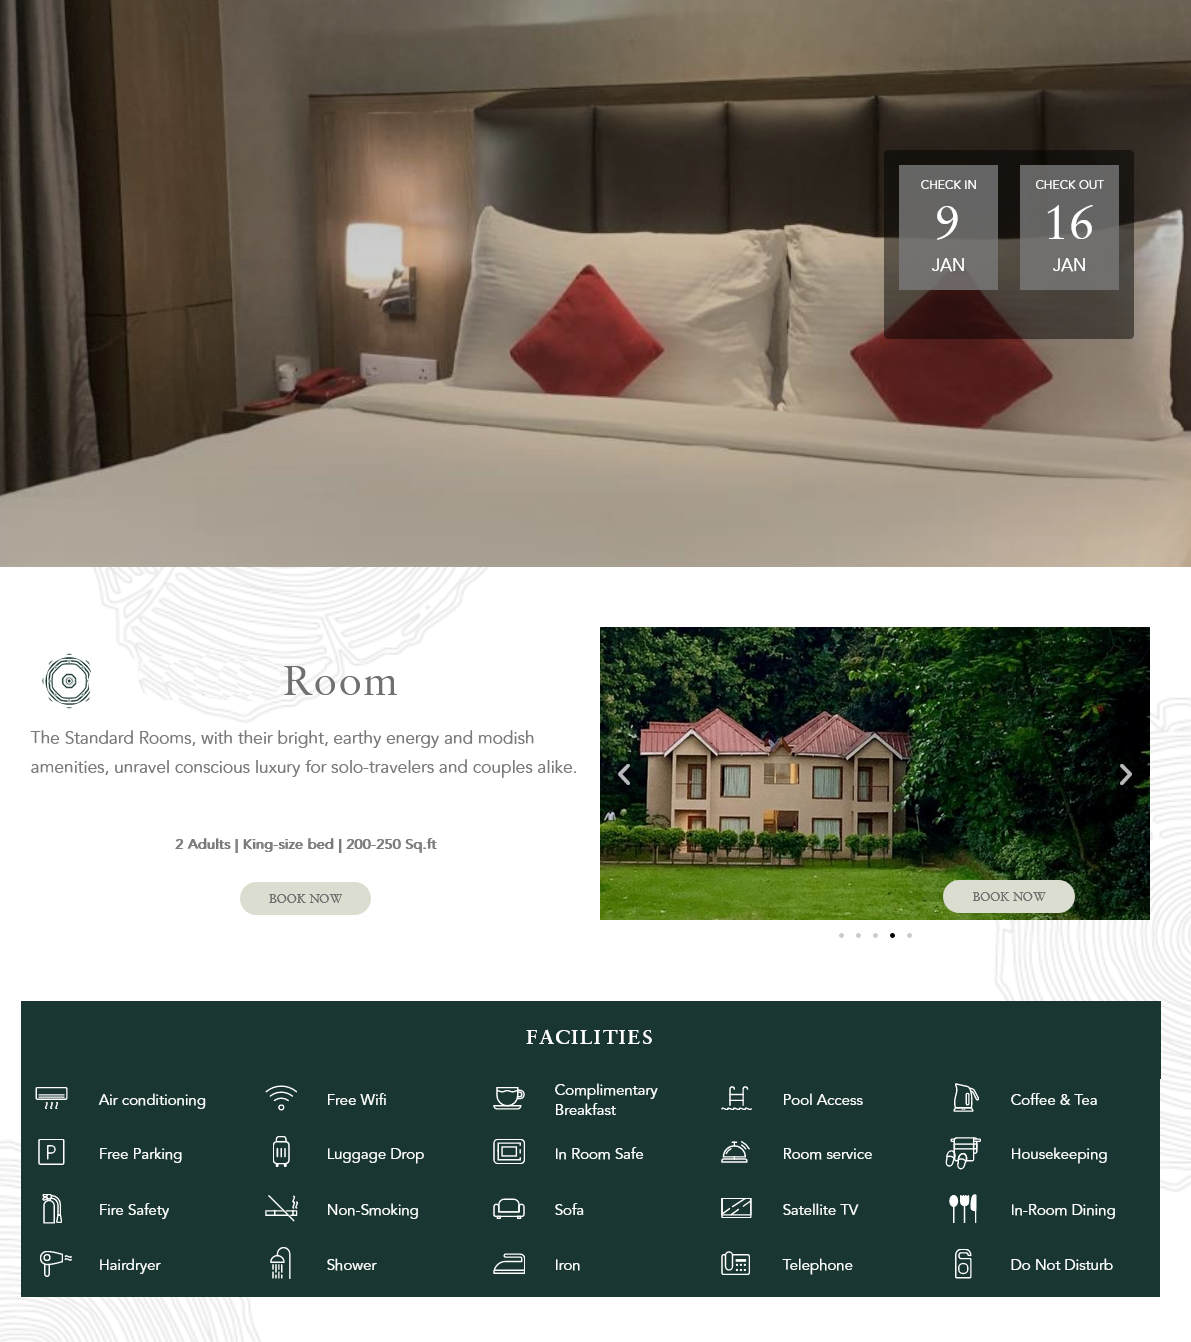 CHECK IN
9
JAN
CHECK OUT
16
JAN
Room
The Standard Rooms, with their bright, earthy energy and modish
amenities, unravel conscious luxury for solo-travelers and couples alike.
2 Adults | King-size bed | 200-250 Sq.ft
BOOK NOW
BOOK NOW
FACILITIES
Air conditioning
Free Wifi
Complimentary
Breakfast
Pool Access
Coffee & Tea
P
Free Parking
Luggage Drop
In Room Safe
Room service
Housekeeping
Fire Safety
Non-Smoking
Sofa
Satellite TV
In-Room Dining
Hairdryer
Shower
Iron
Telephone
Do Not Disturb